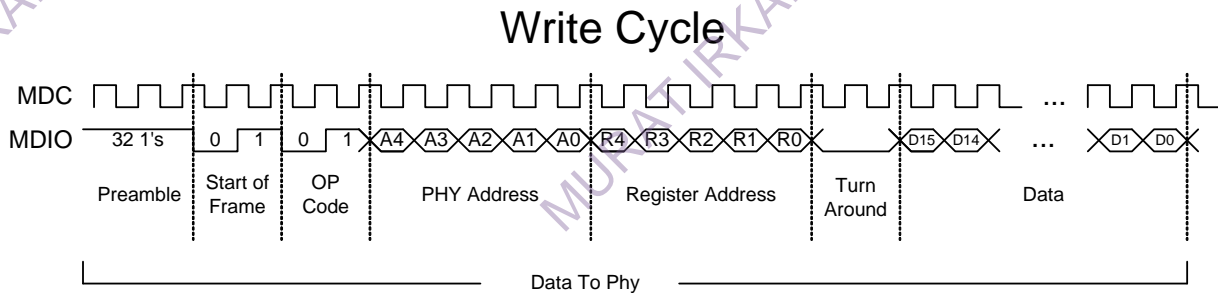 Write Cycle
MDC ...
MDIO 32 1's 0 1 0 1 A4 A3 A2 A1 A0 R4 R3 R2 R1 R0 D15 D14 ... D1 D0
Preamble
Start of
Frame
OP
Code
PHY Address
Register Address
Turn
Around
Data
Data To Phy
MURAT IRKA